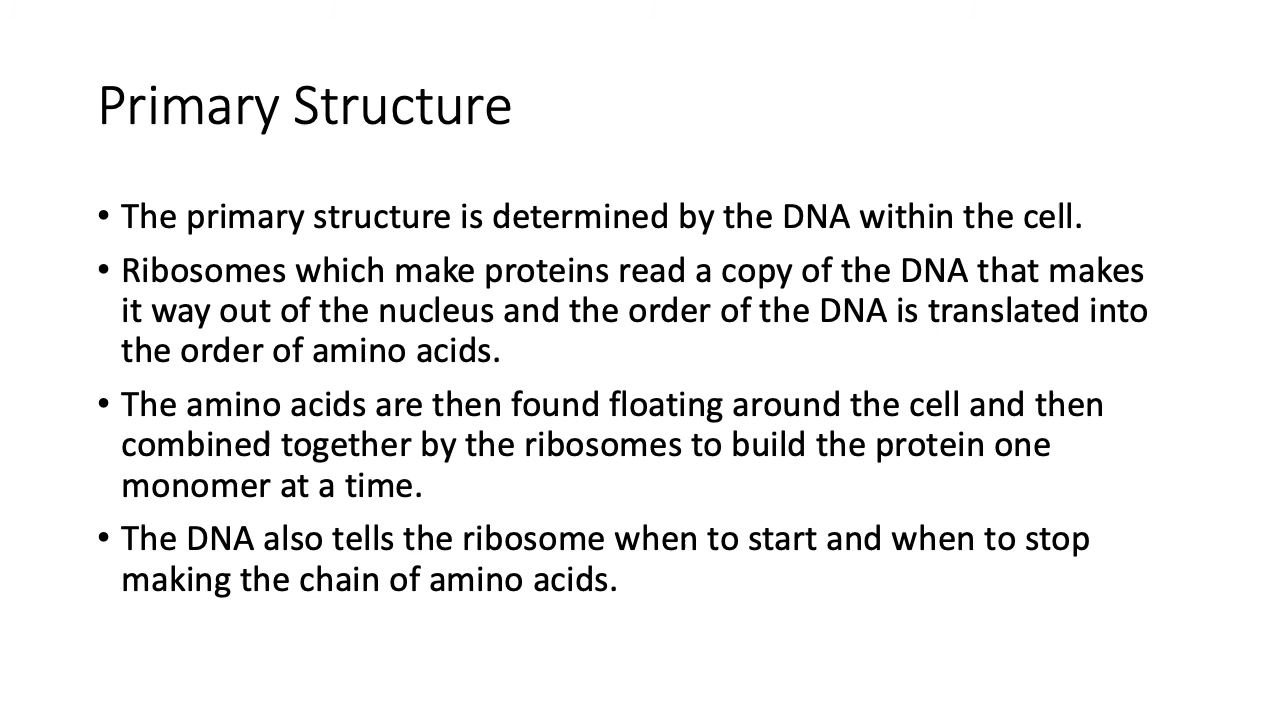 Primary Structure
• The primary structure is determined by the DNA within the cell.
• Ribosomes which make proteins read a copy of the DNA that makes
it way out of the nucleus and the order of the DNA is translated into
the order of amino acids.
• The amino acids are then found floating around the cell and then
combined together by the ribosomes to build the protein one
monomer at a time.
• The DNA also tells the ribosome when to start and when to stop
making the chain of amino acids.